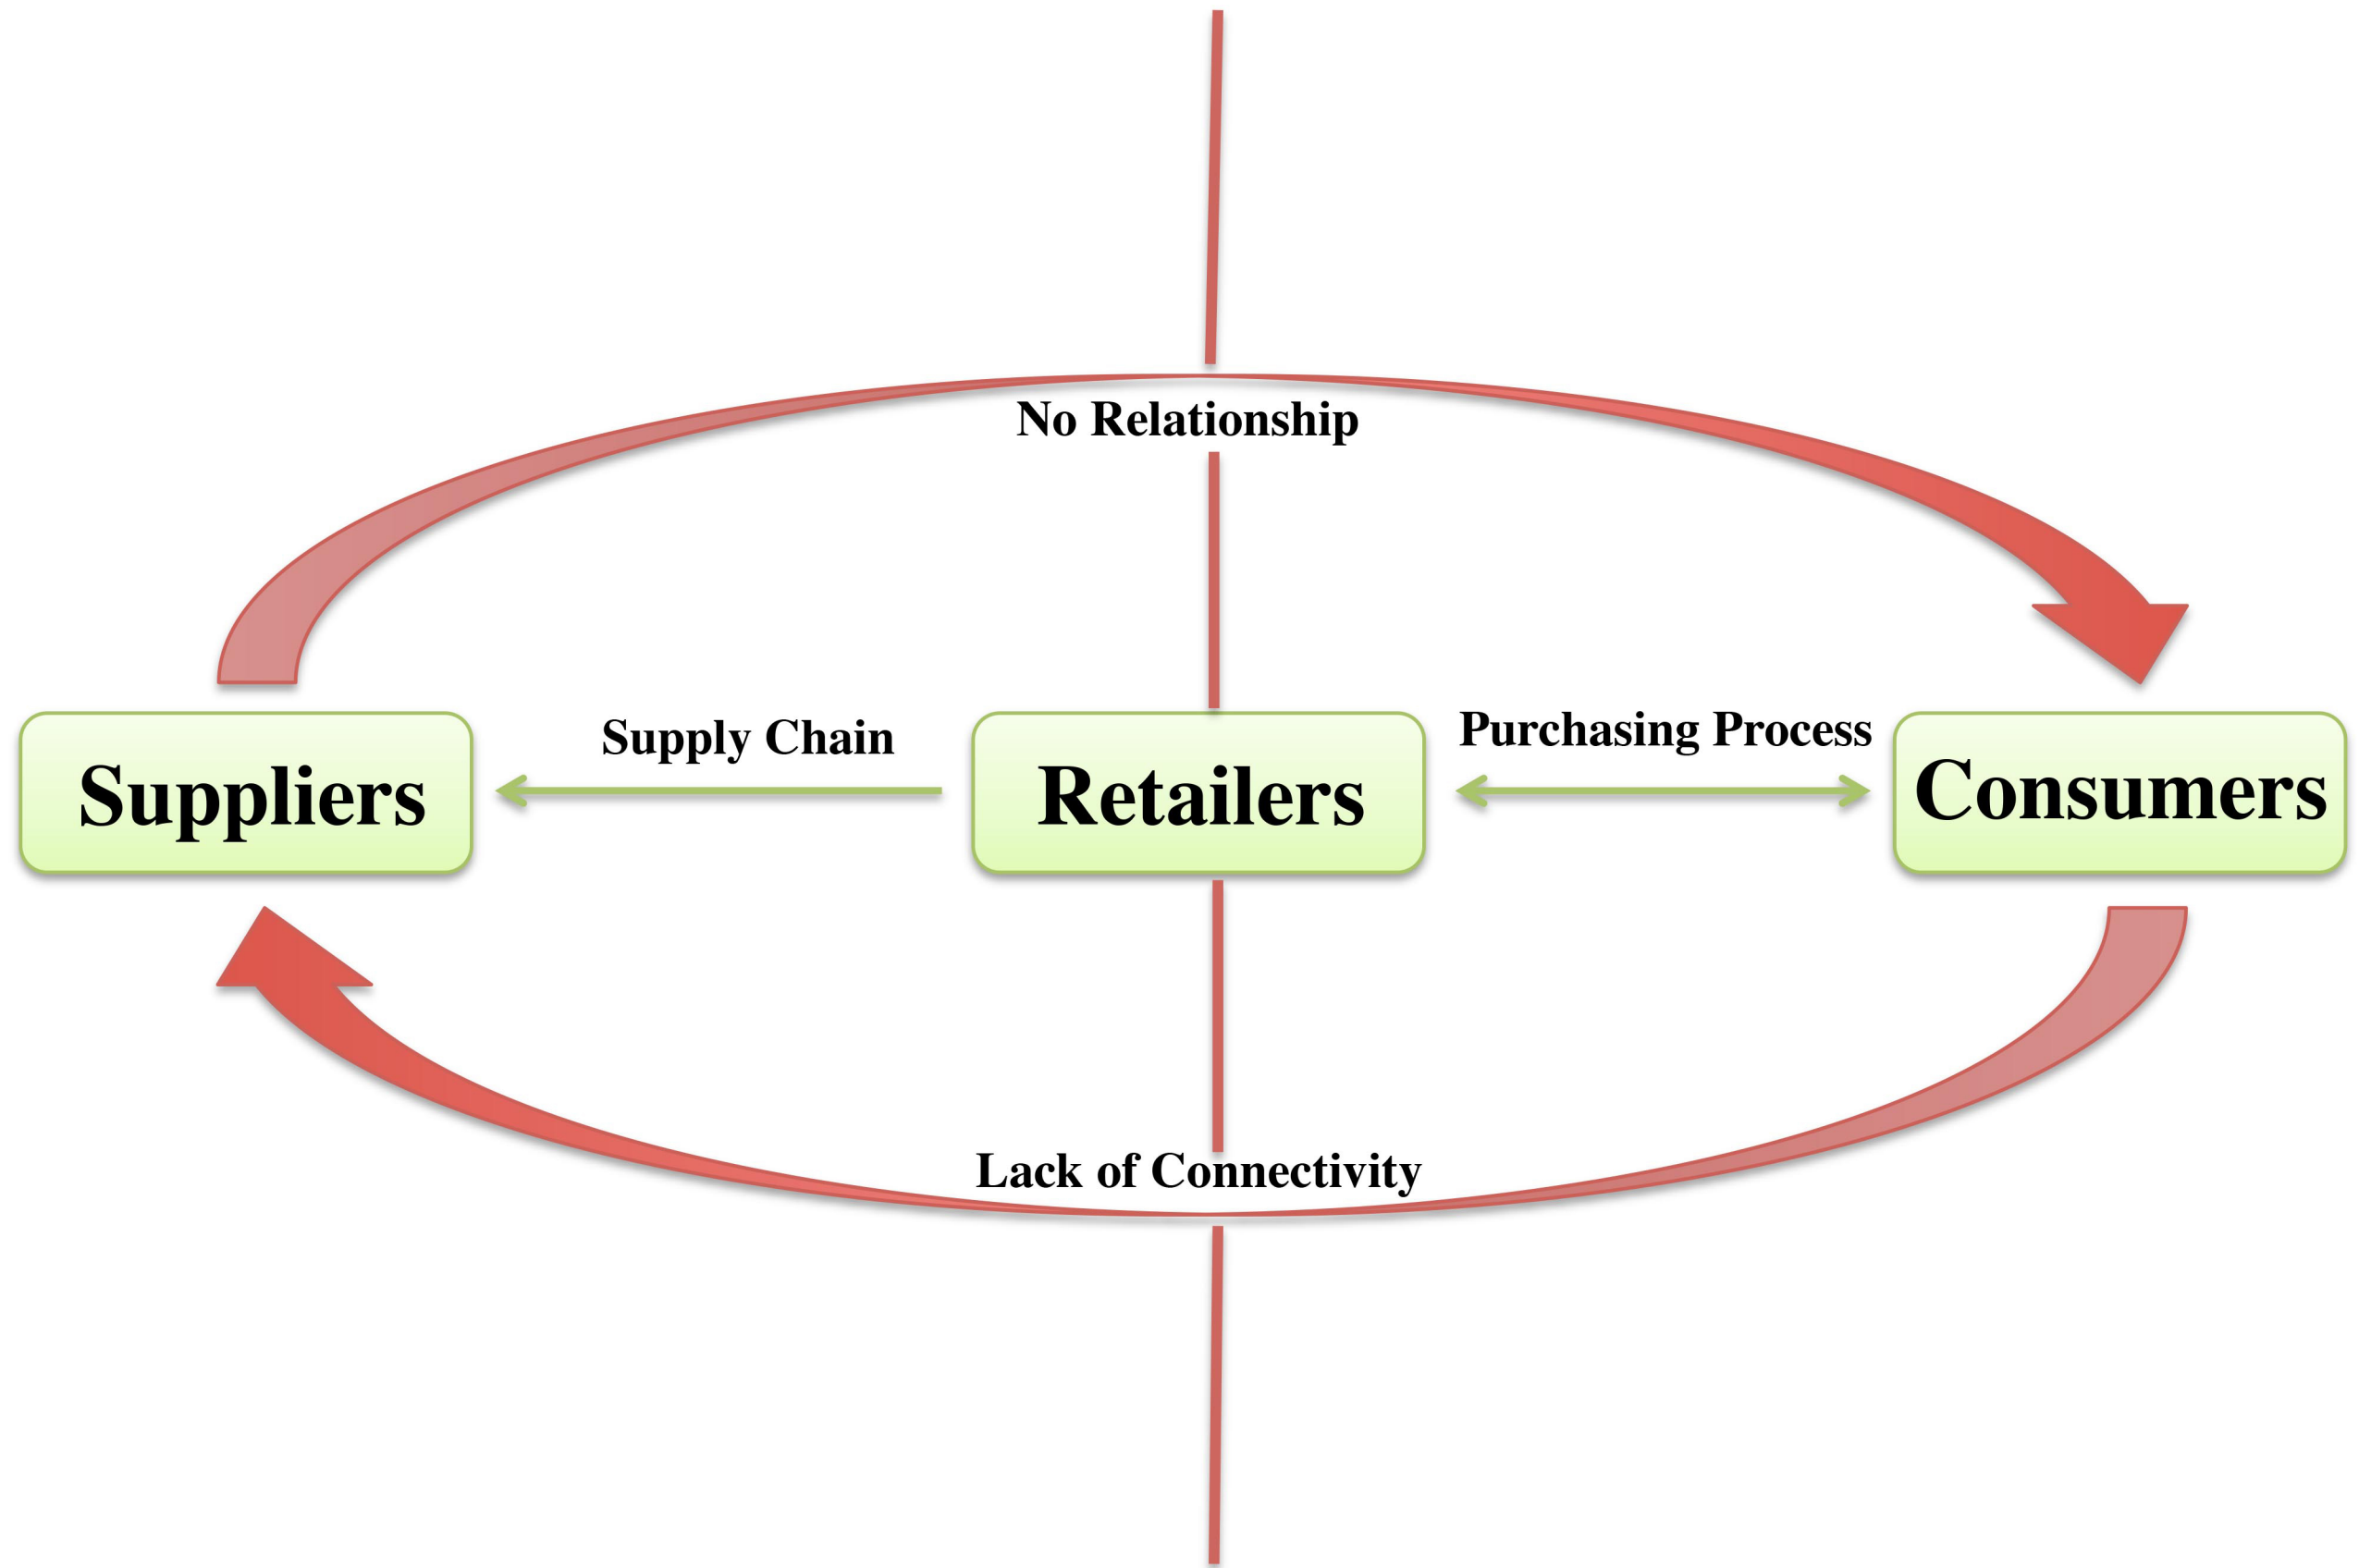 No Relationship
Supply Chain
Purchasing Process
Suppliers
Retailers
Consumers
Lack of Connectivity